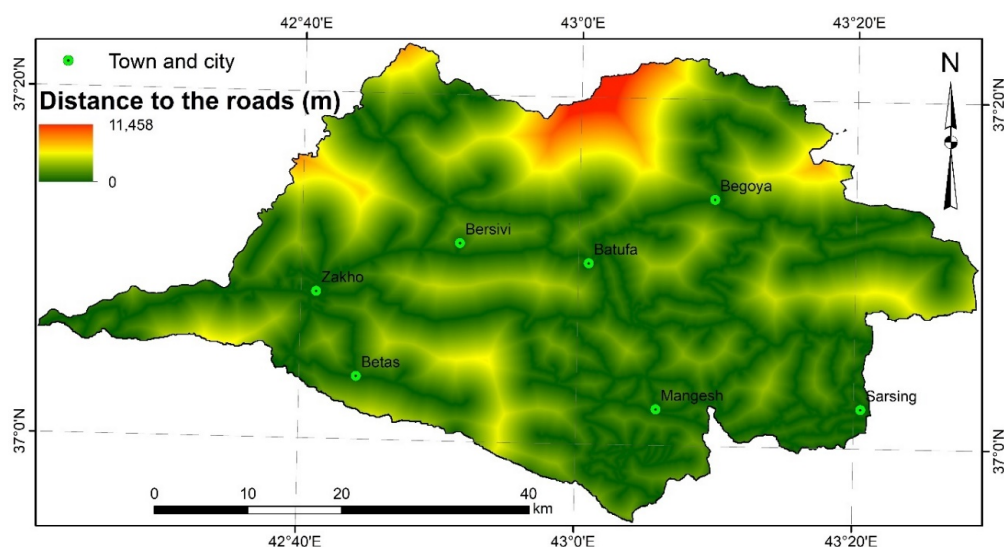 42°40'E 43°0'E 43°20'E
N
Town and city
Distance to the roads (m)
11,458
0
37°20'N
37°20'N
Begoya
Bersivi
Batufa
Zakho
Betas
Mangesh
Sarsing
37°0'N
37°0'N
0 10 20 40
km
42°40'E 43°0'E 43°20'E